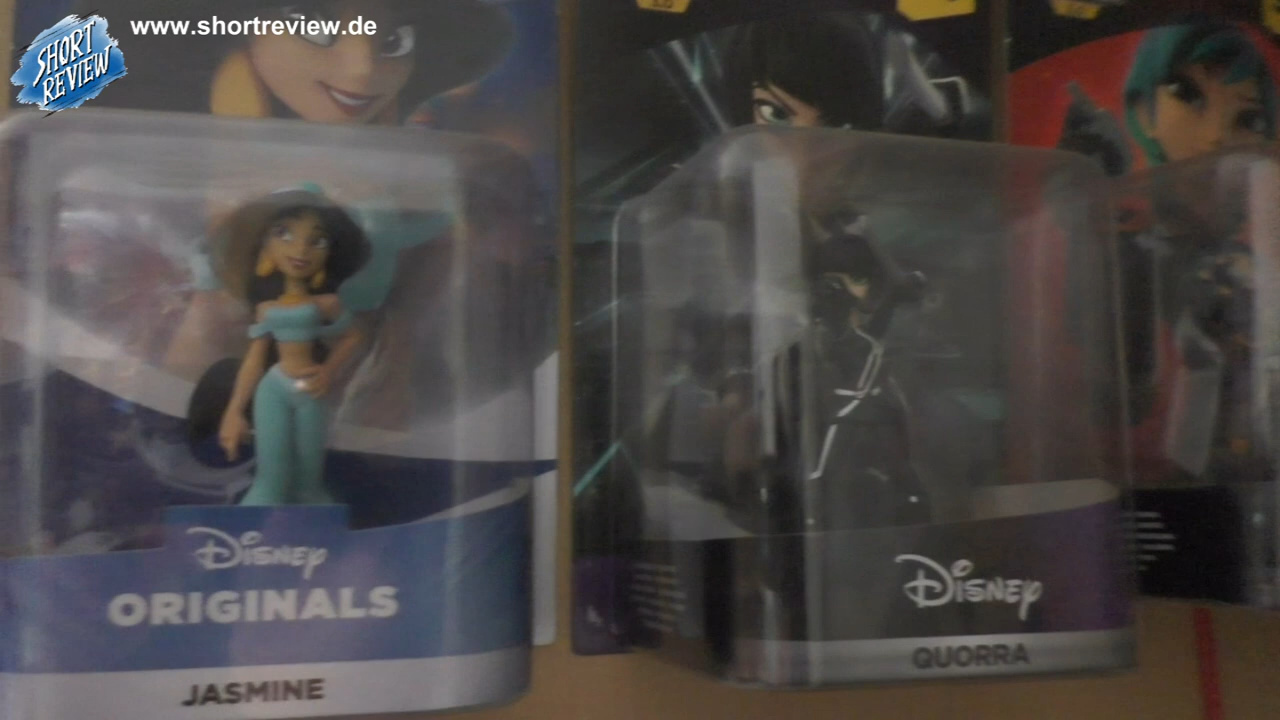 SHORT
REVIEW
www.shortreview.de
Disney
ORIGINALS
JASMINE
Disney
QUORRA